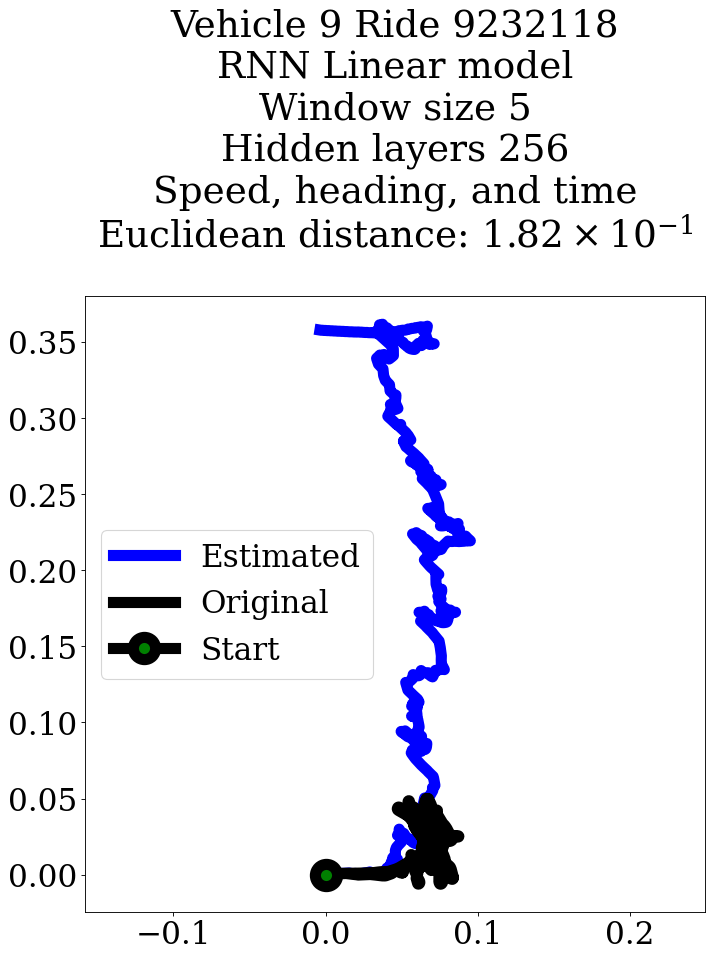 Vehicle 9 Ride 9232118
RNN Linear model
Window size 5
Hidden layers 256
Speed, heading, and time
Euclidean distance: 1.82 × 10⁻¹
0.35
0.30
0.25
0.20
0.15
0.10
0.05
0.00
Estimated
Original
Start
−0.1 0.0 0.1 0.2